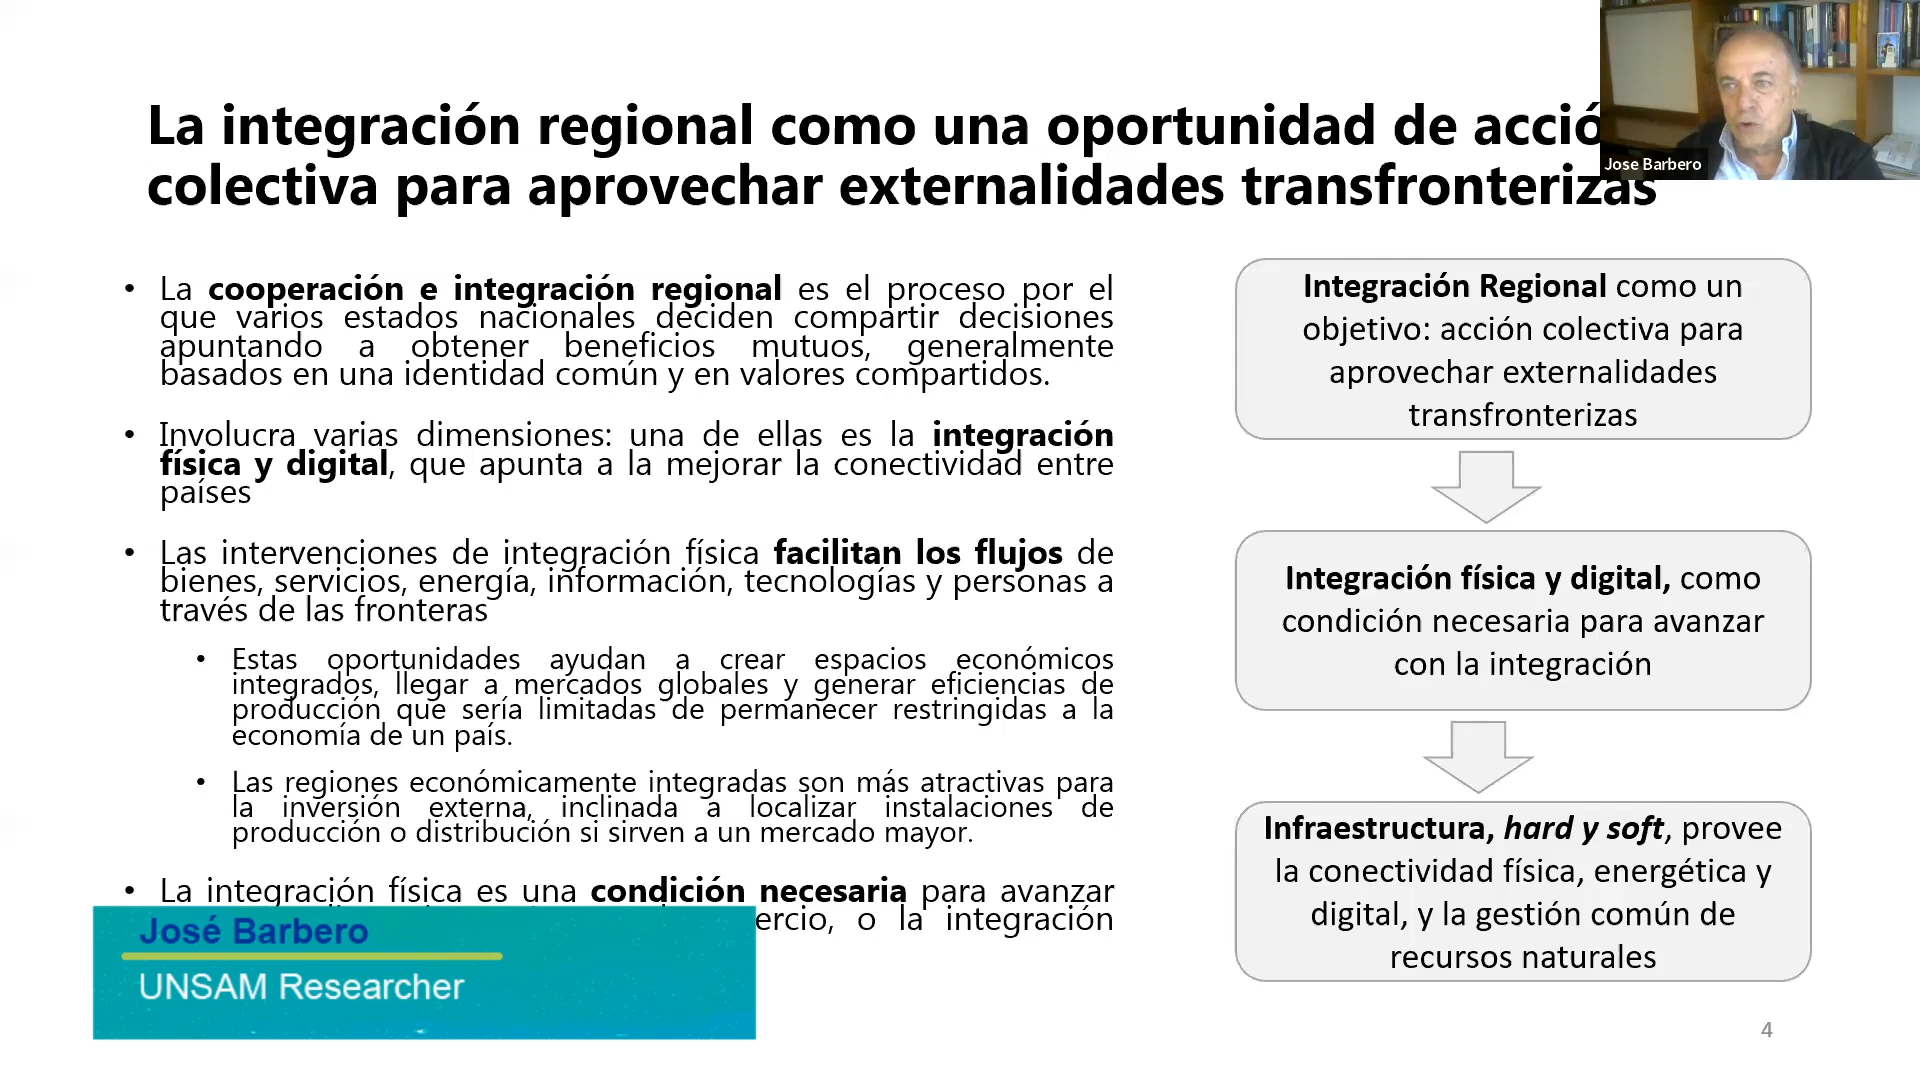 La integración regional como una oportunidad de acció
colectiva para aprovechar externalidades transfronterizas
Jose Barbero
• La cooperación e integración regional es el proceso por el
que varios estados nacionales deciden compartir decisiones
apuntando a obtener beneficios mutuos, generalmente
basados en una identidad común y en valores compartidos.
• Involucra varias dimensiones: una de ellas es la integración
física y digital, que apunta a la mejorar la conectividad entre
países
• Las intervenciones de integración física facilitan los flujos de
bienes, servicios, energía, información, tecnologías y personas a
través de las fronteras
• Estas oportunidades ayudan a crear espacios económicos
integrados, llegar a mercados globales y generar eficiencias de
producción que sería limitadas de permanecer restringidas a la
economía de un país.
• Las regiones económicamente integradas son más atractivas para
la inversión externa, inclinada a localizar instalaciones de
producción o distribución si sirven a un mercado mayor.
• La integración física es una condición necesaria para avanzar
ercio, o la integración
José Barbero
UNSAM Researcher
Integración Regional como un
objetivo: acción colectiva para
aprovechar externalidades
transfronterizas
Integración física y digital, como
condición necesaria para avanzar
con la integración
Infraestructura, hard y soft, provee
la conectividad física, energética y
digital, y la gestión común de
recursos naturales
4